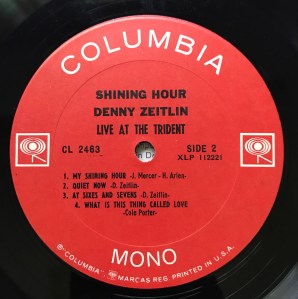 COLUMBIA
SHINING HOUR
DENNY ZEITLIN
LIVE AT THE TRIDENT
CL 2463
SIDE 2
XLP 112221
1. MY SHINING HOUR -J. Mercer - H. Arlen-
2. QUIET NOW -D. Zeitlin-
3. AT SIXES AND SEVENS -D. Zeitlin-
4. WHAT IS THIS THING CALLED LOVE
-Cole Porter-
MONO
® "COLUMBIA", MARCAS REG. PRINTED IN U.S.A.